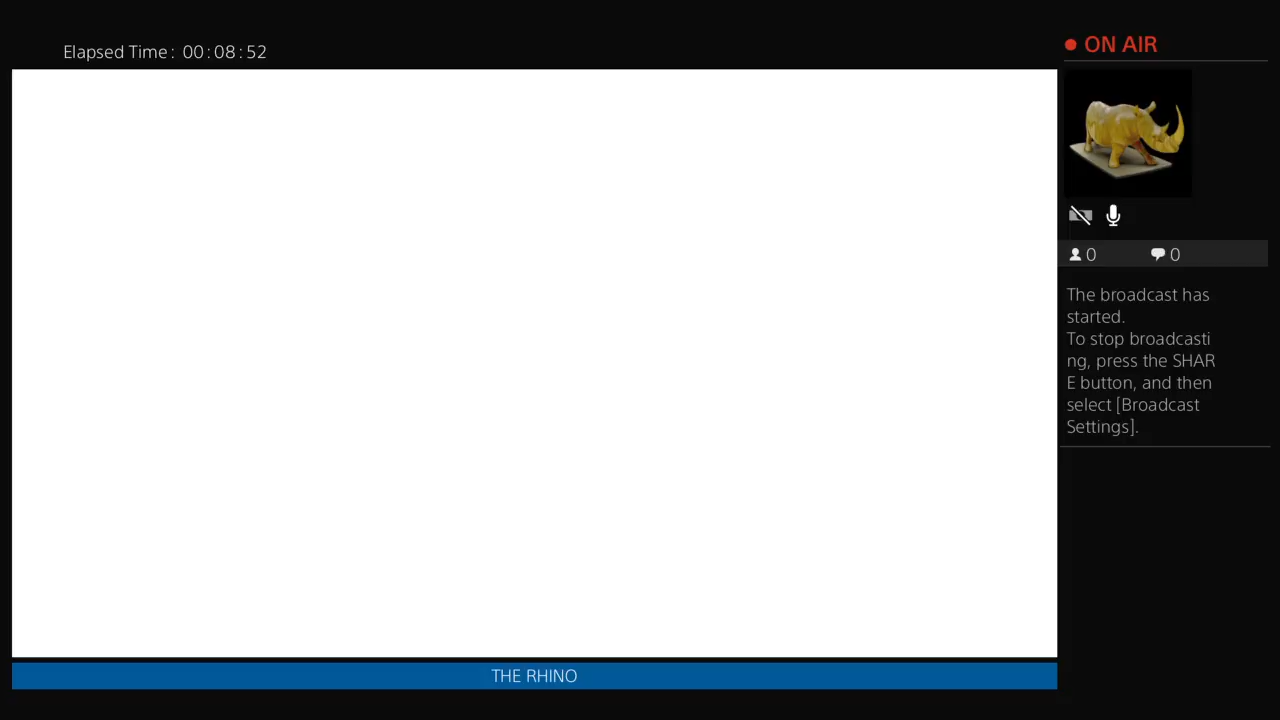 Elapsed Time: 00:08:52
ON AIR
0 0
The broadcast has
started.
To stop broadcasti
ng, press the SHAR
E button, and then
select [Broadcast
Settings].
THE RHINO